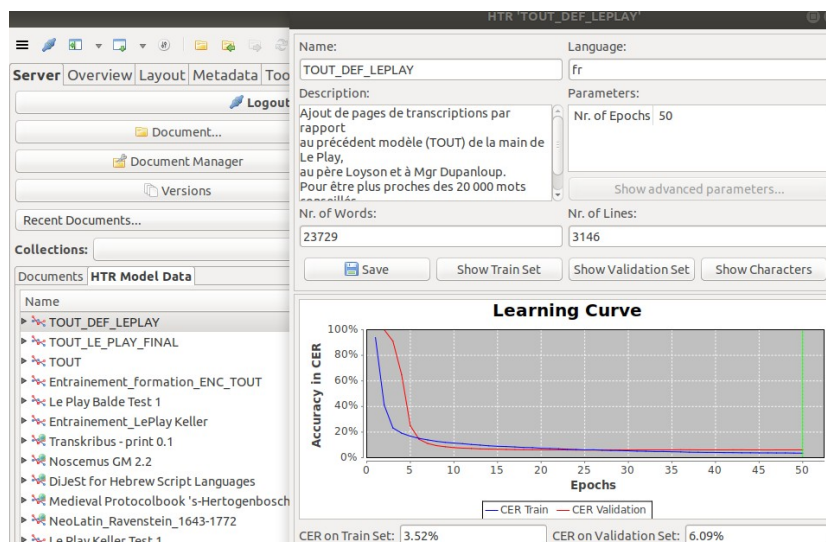 HTR 'TOUT_DEF_LEPLAY'
Server Overview Layout Metadata Too
Logout
Document...
Document Manager
Versions
Recent Documents...
Collections:
Documents HTR Model Data
Name
TOUT_DEF_LEPLAY
TOUT_LE_PLAY_FINAL
TOUT
Entrainement_formation_ENC_TOUT
Le Play Balde Test 1
Entrainement_LePlay Keller
Transkribus - print 0.1
Noscemus GM 2.2
DiJeSt for Hebrew Script Languages
Medieval Protocolbook 's-Hertogenbosch
NeoLatin_Ravenstein_1643-1772
Le Play Keller Test 1
Name:
TOUT_DEF_LEPLAY
Language:
fr
Description:
Ajout de pages de transcriptions par
rapport
au précédent modèle (TOUT) de la main de
Le Play,
au père Loyson et à Mgr Dupanloup.
Pour être plus proches des 20 000 mots
conseillés
Parameters:
Nr. of Epochs 50
Show advanced parameters...
Nr. of Words:
23729
Nr. of Lines:
3146
Save Show Train Set Show Validation Set Show Characters
Learning Curve
Accuracy in CER
100%
80%
60%
40%
20%
0%
0 5 10 15 20 25 30 35 40 45 50
Epochs
CER Train CER Validation
CER on Train Set: 3.52% CER on Validation Set: 6.09%